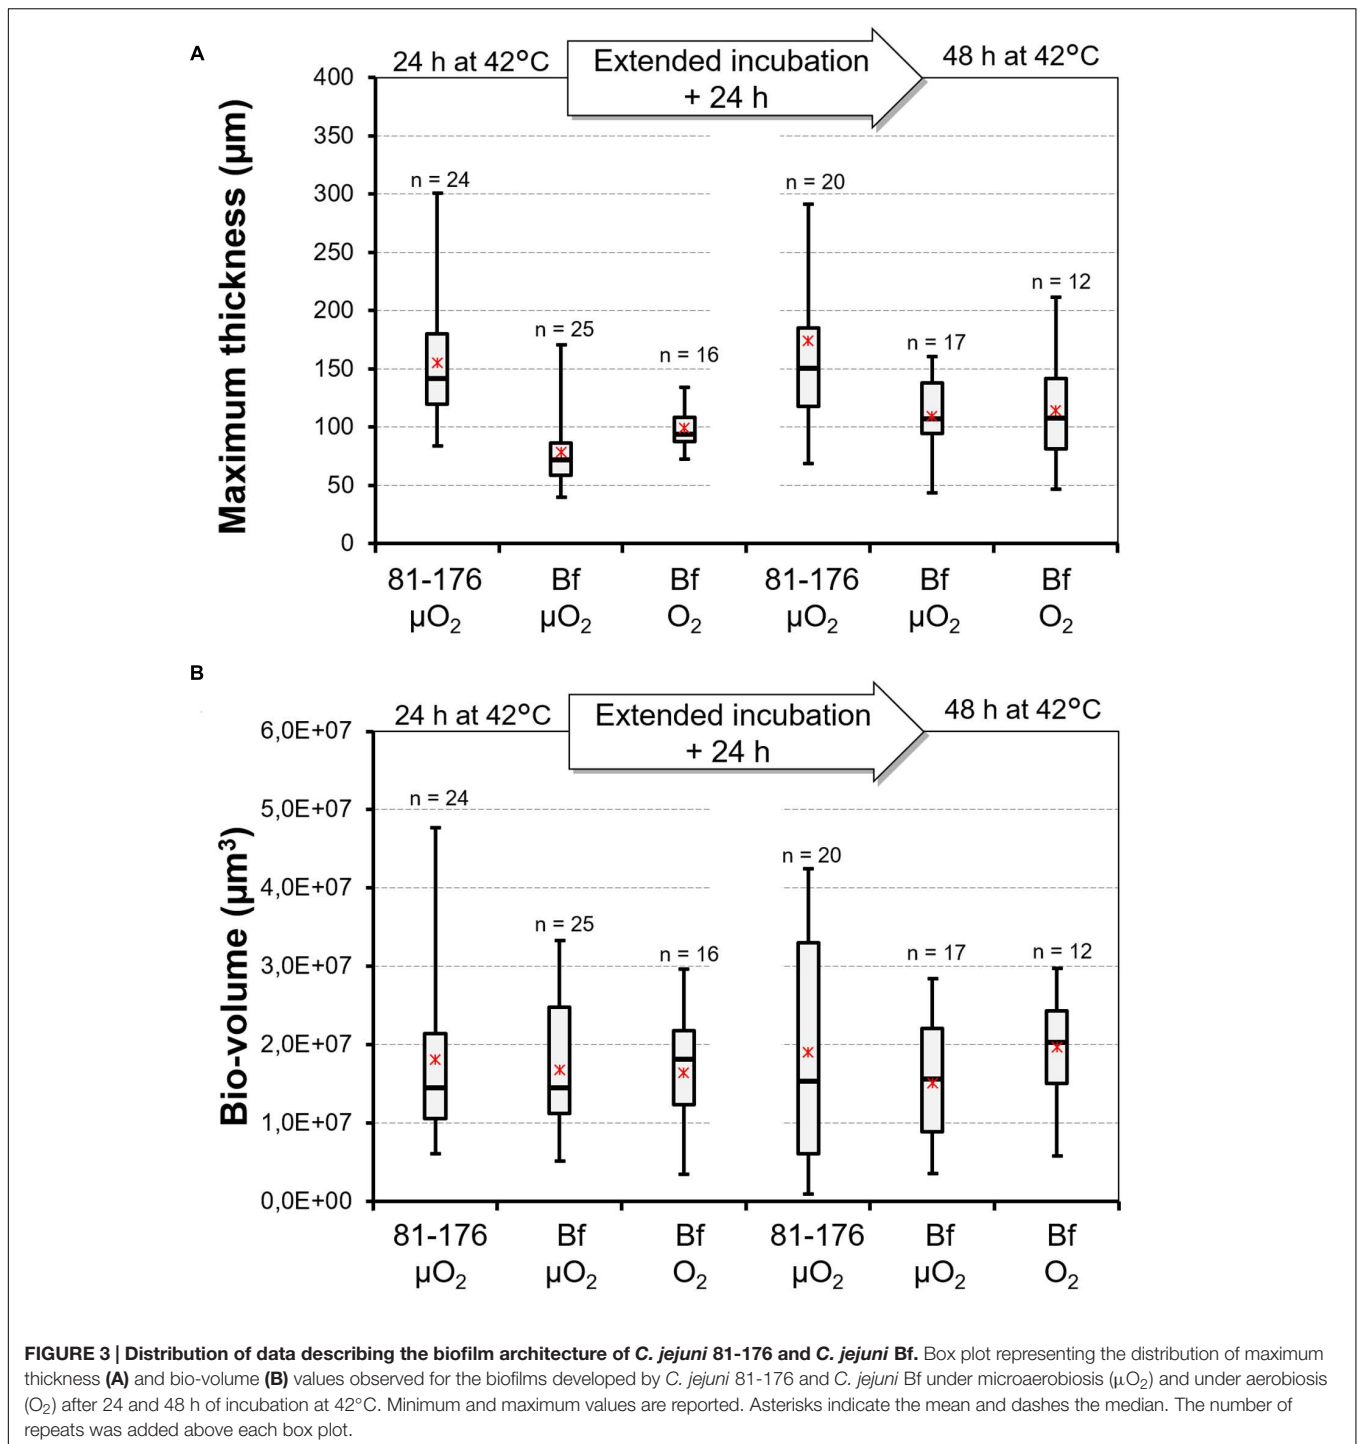 A
24 h at 42°C
Extended incubation
+ 24 h
48 h at 42°C
Maximum thickness (µm)
400
350
300
250
200
150
100
50
0
n = 24
n = 25
n = 16
n = 20
n = 17
n = 12
81-176 Bf Bf 81-176 Bf Bf
µO2 µO2 O2 µO2 µO2 O2
B
24 h at 42°C
Extended incubation
+ 24 h
48 h at 42°C
Bio-volume (µm³)
6,0E+07
5,0E+07
4,0E+07
3,0E+07
2,0E+07
1,0E+07
0,0E+00
n = 24
n = 25
n = 16
n = 20
n = 17
n = 12
81-176 Bf Bf 81-176 Bf Bf
µO2 µO2 O2 µO2 µO2 O2
FIGURE 3 | Distribution of data describing the biofilm architecture of C. jejuni 81-176 and C. jejuni Bf. Box plot representing the distribution of maximum
thickness (A) and bio-volume (B) values observed for the biofilms developed by C. jejuni 81-176 and C. jejuni Bf under microaerobiosis (µO2) and under aerobiosis
(O2) after 24 and 48 h of incubation at 42°C. Minimum and maximum values are reported. Asterisks indicate the mean and dashes the median. The number of
repeats was added above each box plot.